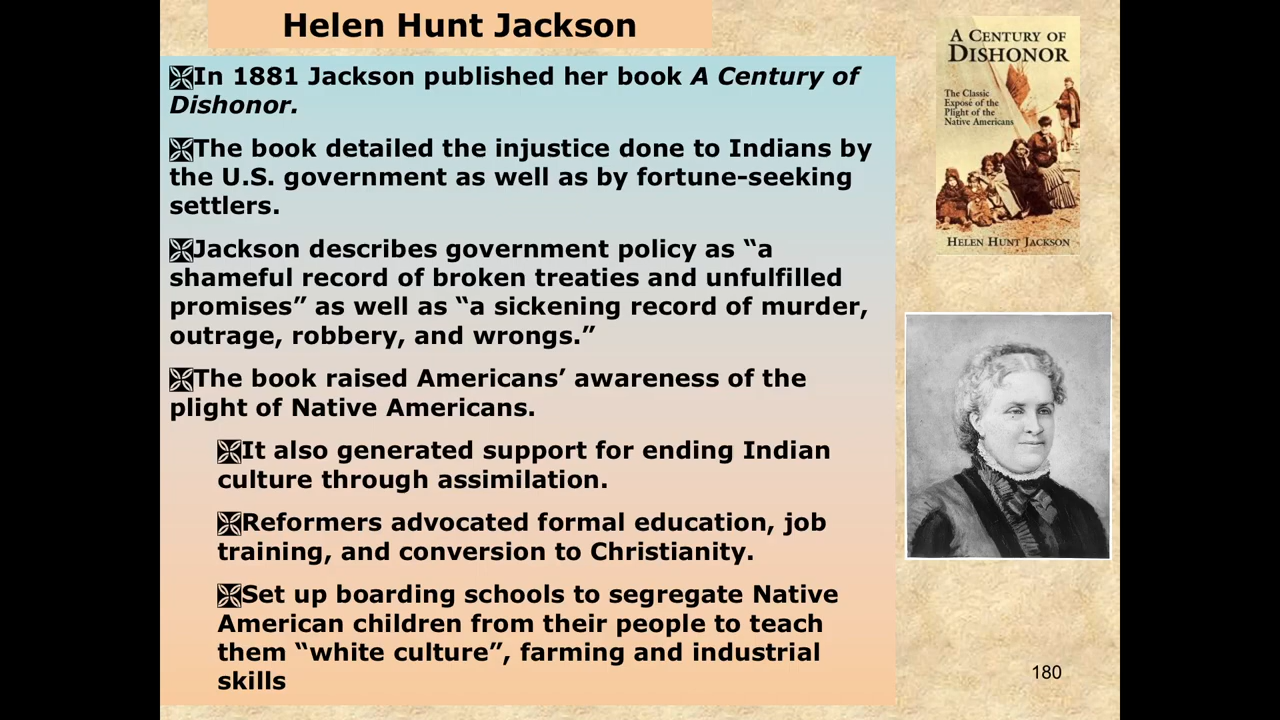 Helen Hunt Jackson
In 1881 Jackson published her book A Century of
Dishonor.
The book detailed the injustice done to Indians by
the U.S. government as well as by fortune-seeking
settlers.
Jackson describes government policy as “a
shameful record of broken treaties and unfulfilled
promises” as well as “a sickening record of murder,
outrage, robbery, and wrongs.”
The book raised Americans’ awareness of the
plight of Native Americans.
It also generated support for ending Indian
culture through assimilation.
Reformers advocated formal education, job
training, and conversion to Christianity.
Set up boarding schools to segregate Native
American children from their people to teach
them “white culture”, farming and industrial
skills
A CENTURY OF
DISHONOR
The Classic
Exposé of the
Plight of the
Native Americans
HELEN HUNT JACKSON
180